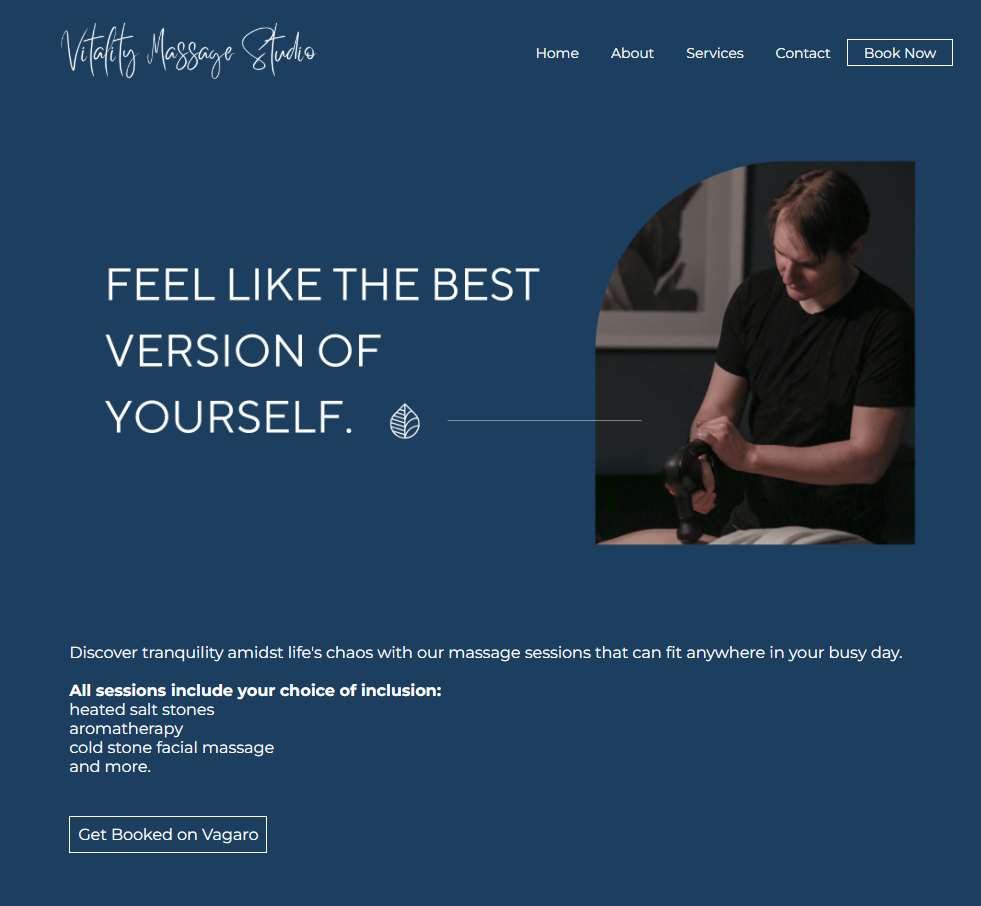 Vitality Massage Studio
Home About Services Contact Book Now
FEEL LIKE THE BEST
VERSION OF
YOURSELF.
Discover tranquility amidst life's chaos with our massage sessions that can fit anywhere in your busy day.
All sessions include your choice of inclusion:
heated salt stones
aromatherapy
cold stone facial massage
and more.
Get Booked on Vagaro